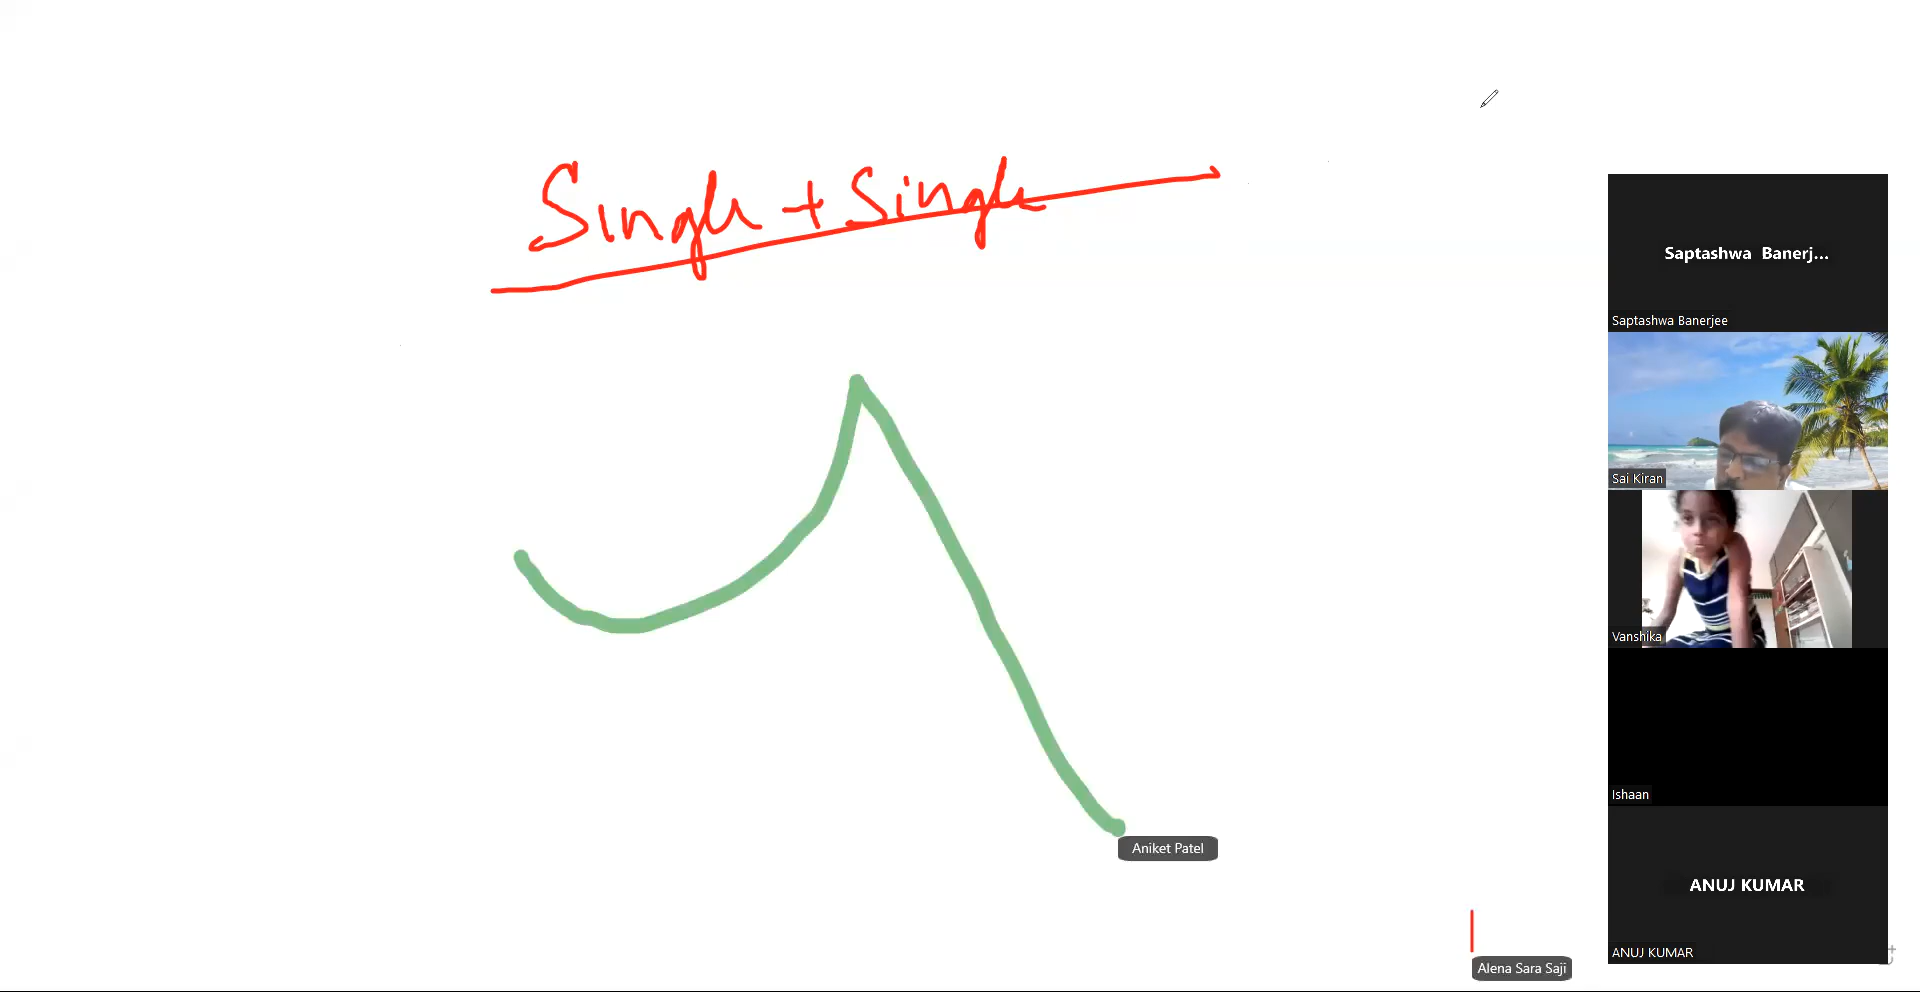 Single + Single
Saptashwa Banerj...
Saptashwa Banerjee
Sai Kiran
Vanshika
Ishaan
Aniket Patel
ANUJ KUMAR
ANUJ KUMAR
Alena Sara Saji